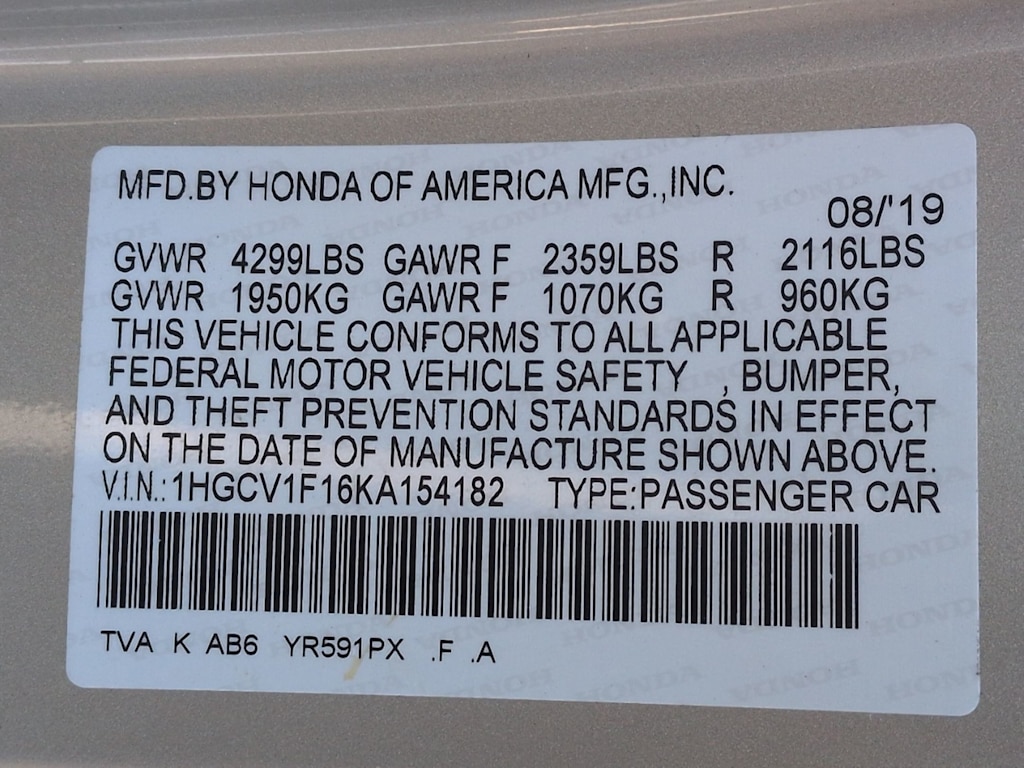 MFD.BY HONDA OF AMERICA MFG.,INC.
08/'19
GVWR 4299LBS GAWR F 2359LBS R 2116LBS
GVWR 1950KG GAWR F 1070KG R 960KG
THIS VEHICLE CONFORMS TO ALL APPLICABLE
FEDERAL MOTOR VEHICLE SAFETY , BUMPER,
AND THEFT PREVENTION STANDARDS IN EFFECT
ON THE DATE OF MANUFACTURE SHOWN ABOVE.
V.I.N.:1HGCV1F16KA154182 TYPE:PASSENGER CAR
TVA K AB6 YR591PX .F .A